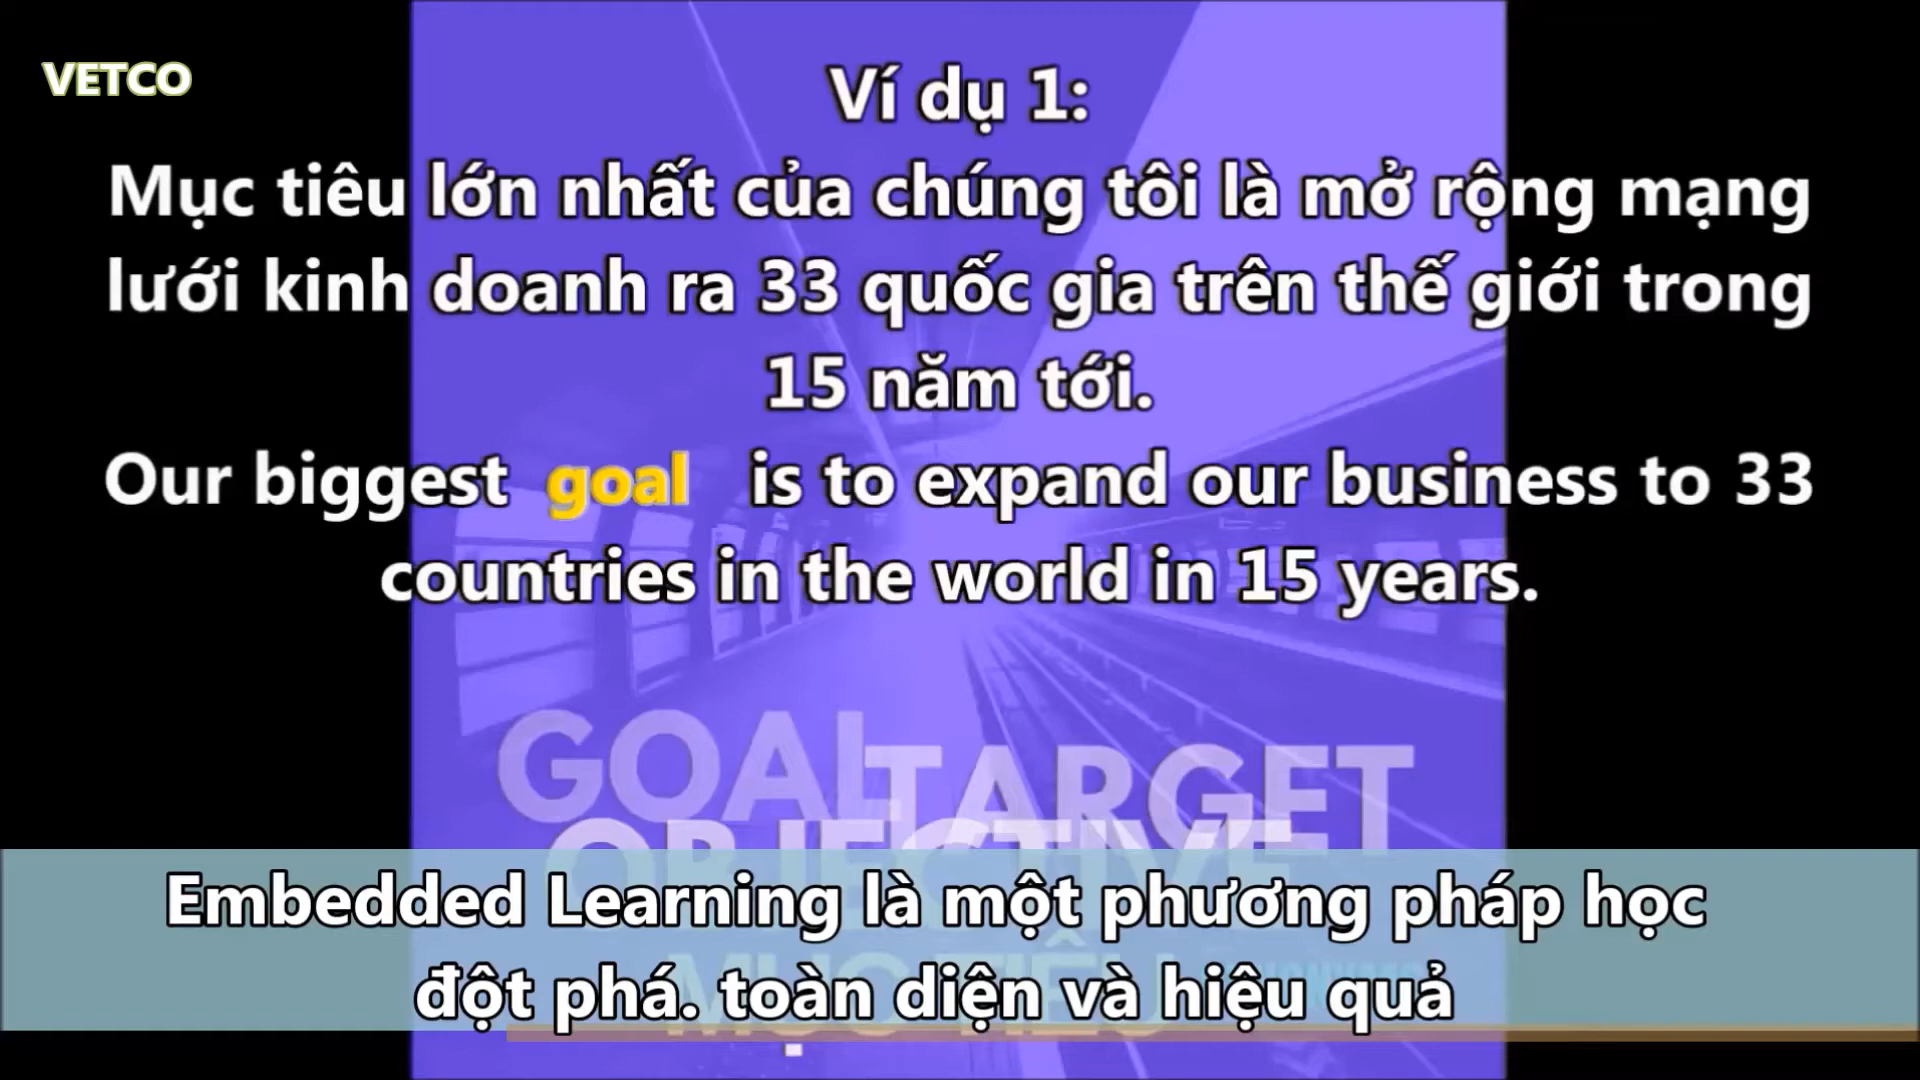 VETCO
Ví dụ 1:
Mục tiêu lớn nhất của chúng tôi là mở rộng mạng
lưới kinh doanh ra 33 quốc gia trên thế giới trong
15 năm tới.
Our biggest goal is to expand our business to 33
countries in the world in 15 years.
GOAL
TARGET
OBJECTIVE
Embedded Learning là một phương pháp học
đột phá. toàn diện và hiệu quả
MỤC TIÊU